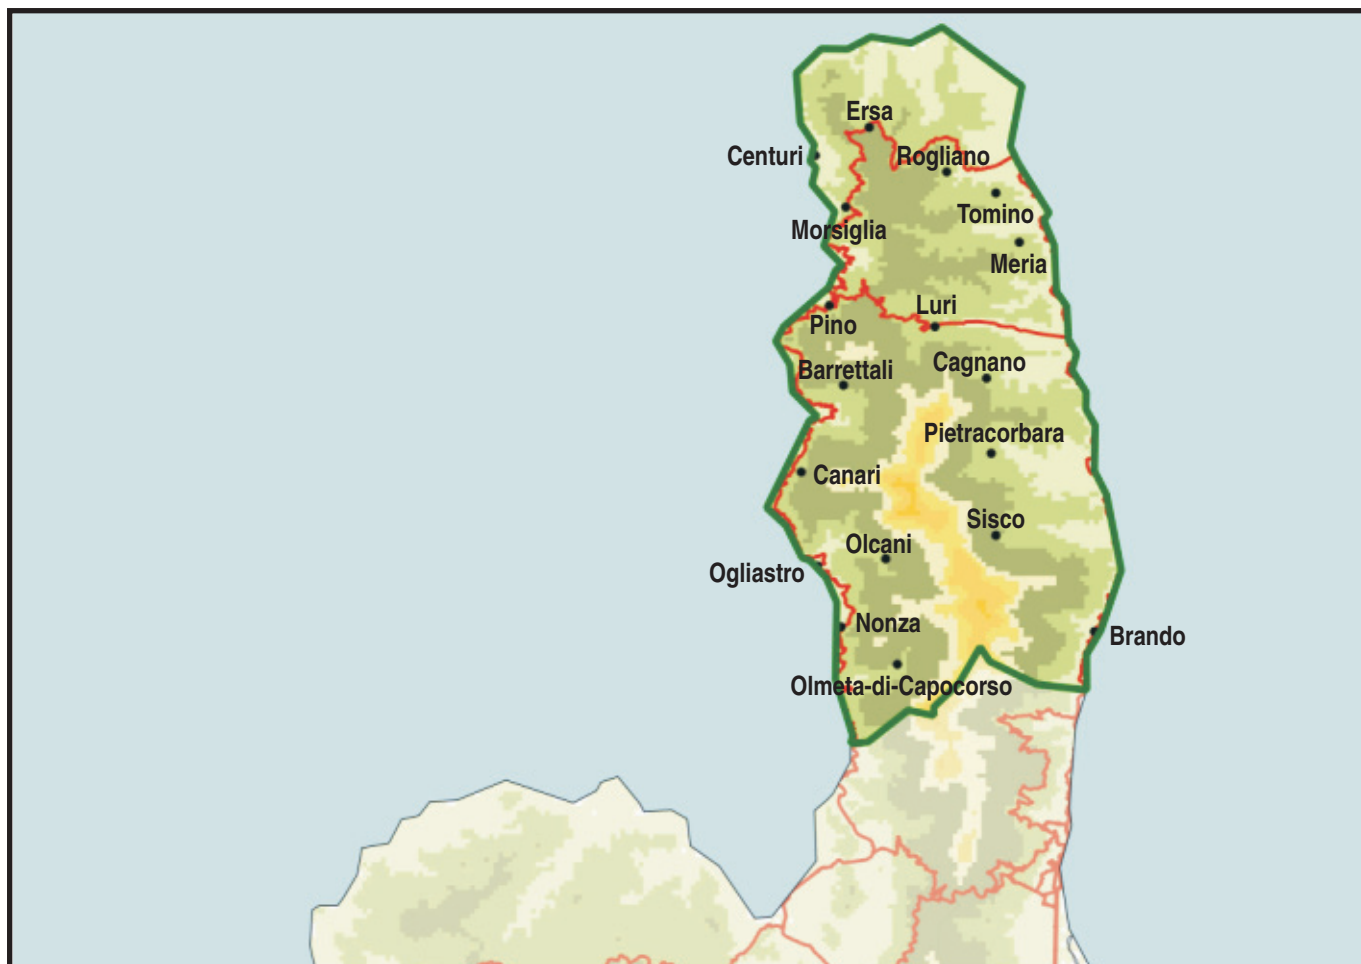 Ersa
Centuri
Rogliano
Tomino
Morsiglia
Meria
Luri
Pino
Cagnano
Barrettali
Pietracorbara
Canari
Sisco
Olcani
Ogliastro
Nonza
Brando
Olmeta-di-Capocorso